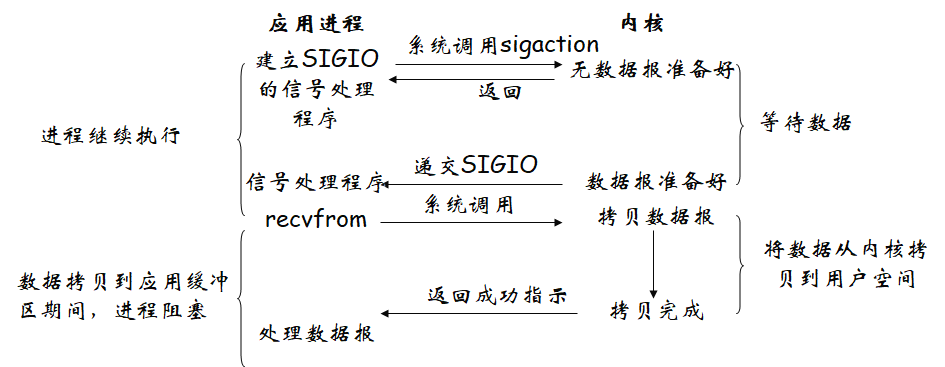 应用进程
内核
系统调用sigaction
建立SIGIO
的信号处理
程序
无数据报准备好
返回
进程继续执行
等待数据
递交SIGIO
信号处理程序
数据报准备好
系统调用
recvfrom
拷贝数据报
将数据从内核拷
贝到用户空间
数据拷贝到应用缓冲
区期间，进程阻塞
返回成功指示
拷贝完成
处理数据报